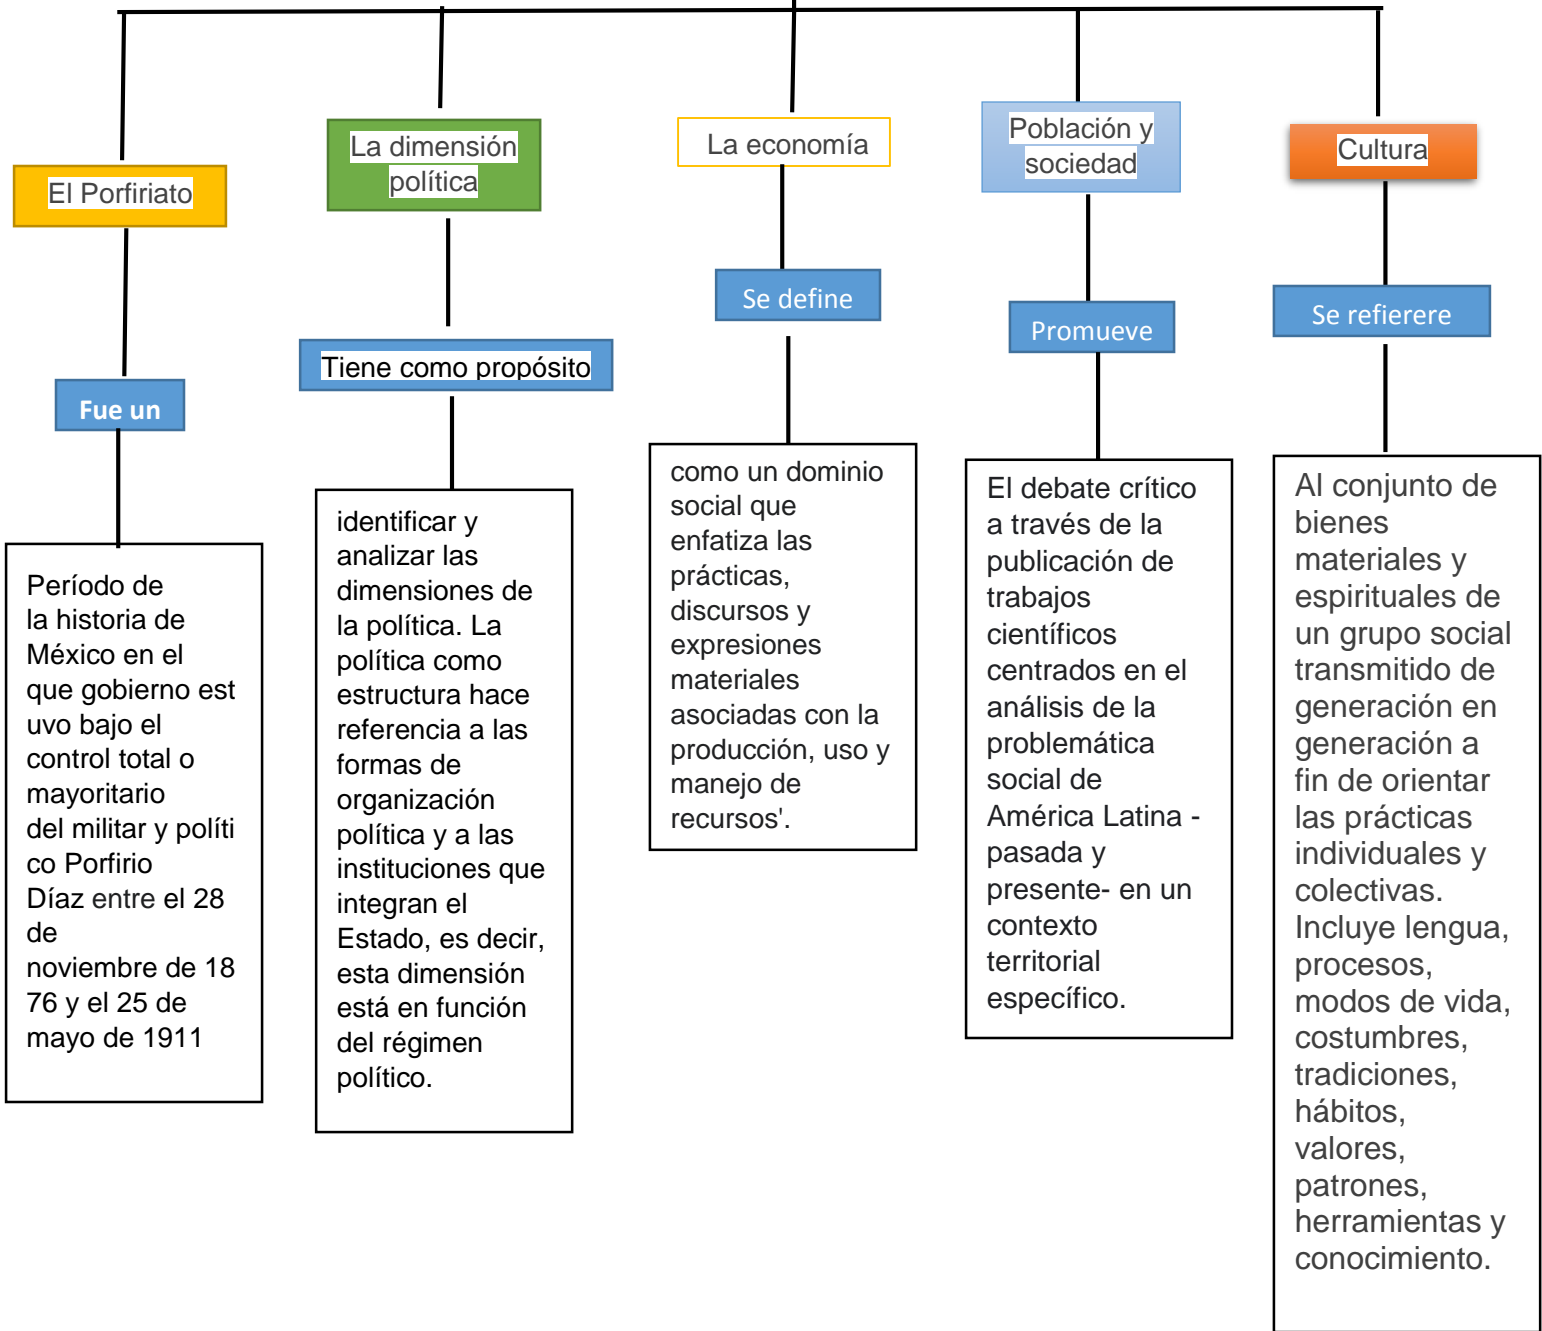 El Porfiriato
Fue un
Período de
la historia de
México en el
que gobierno est
uvo bajo el
control total o
mayoritario
del militar y políti
co Porfirio
Díaz entre el 28
de
noviembre de 18
76 y el 25 de
mayo de 1911
La dimensión
política
Tiene como propósito
identificar y
analizar las
dimensiones de
la política. La
política como
estructura hace
referencia a las
formas de
organización
política y a las
instituciones que
integran el
Estado, es decir,
esta dimensión
está en función
del régimen
político.
La economía
Se define
como un dominio
social que
enfatiza las
prácticas,
discursos y
expresiones
materiales
asociadas con la
producción, uso y
manejo de
recursos'.
Población y
sociedad
Promueve
El debate crítico
a través de la
publicación de
trabajos
científicos
centrados en el
análisis de la
problemática
social de
América Latina -
pasada y
presente- en un
contexto
territorial
específico.
Cultura
Se refierere
Al conjunto de
bienes
materiales y
espirituales de
un grupo social
transmitido de
generación en
generación a
fin de orientar
las prácticas
individuales y
colectivas.
Incluye lengua,
procesos,
modos de vida,
costumbres,
tradiciones,
hábitos,
valores,
patrones,
herramientas y
conocimiento.